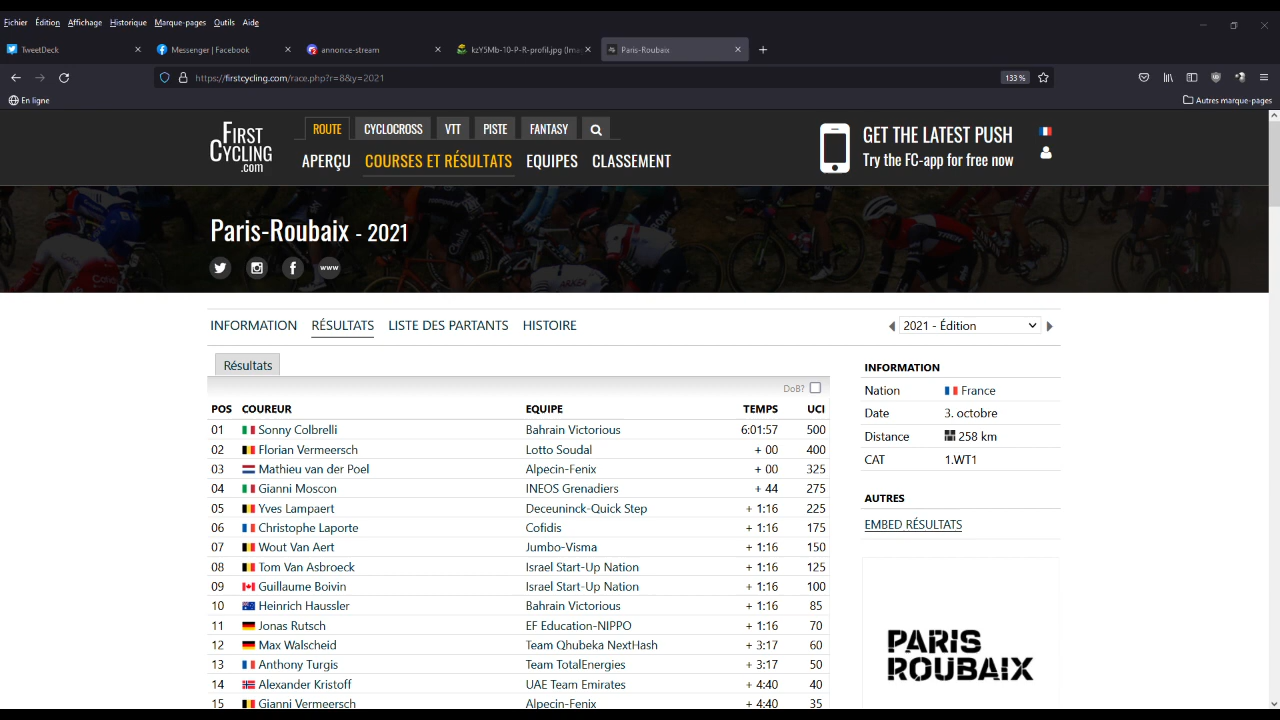 Fichier Édition Affichage Historique Marque-pages Outils Aide
TweetDeck
Messenger | Facebook
annonce-stream
kzY5Mb-10-P-R-profil.jpg (Ima
Paris-Roubaix
https://firstcycling.com/race.php?r=8&y=2021
133 %
En ligne
Autres marque-pages
FIRST
CYCLING
.com
ROUTE CYCLOCROSS VTT PISTE FANTASY
APERÇU COURSES ET RÉSULTATS EQUIPES CLASSEMENT
GET THE LATEST PUSH
Try the FC-app for free now
Paris-Roubaix - 2021
www
INFORMATION RÉSULTATS LISTE DES PARTANTS HISTOIRE
2021 - Édition
Résultats
DoB?
POS COUREUR EQUIPE TEMPS UCI
01 Sonny Colbrelli Bahrain Victorious 6:01:57 500
02 Florian Vermeersch Lotto Soudal + 00 400
03 Mathieu van der Poel Alpecin-Fenix + 00 325
04 Gianni Moscon INEOS Grenadiers + 44 275
05 Yves Lampaert Deceuninck-Quick Step + 1:16 225
06 Christophe Laporte Cofidis + 1:16 175
07 Wout Van Aert Jumbo-Visma + 1:16 150
08 Tom Van Asbroeck Israel Start-Up Nation + 1:16 125
09 Guillaume Boivin Israel Start-Up Nation + 1:16 100
10 Heinrich Haussler Bahrain Victorious + 1:16 85
11 Jonas Rutsch EF Education-NIPPO + 1:16 70
12 Max Walscheid Team Qhubeka NextHash + 3:17 60
13 Anthony Turgis Team TotalEnergies + 3:17 50
14 Alexander Kristoff UAE Team Emirates + 4:40 40
15 Gianni Vermeersch Alpecin-Fenix + 4:40 35
INFORMATION
Nation France
Date 3. octobre
Distance 258 km
CAT 1.WT1
AUTRES
EMBED RÉSULTATS
PARIS
ROUBAIX